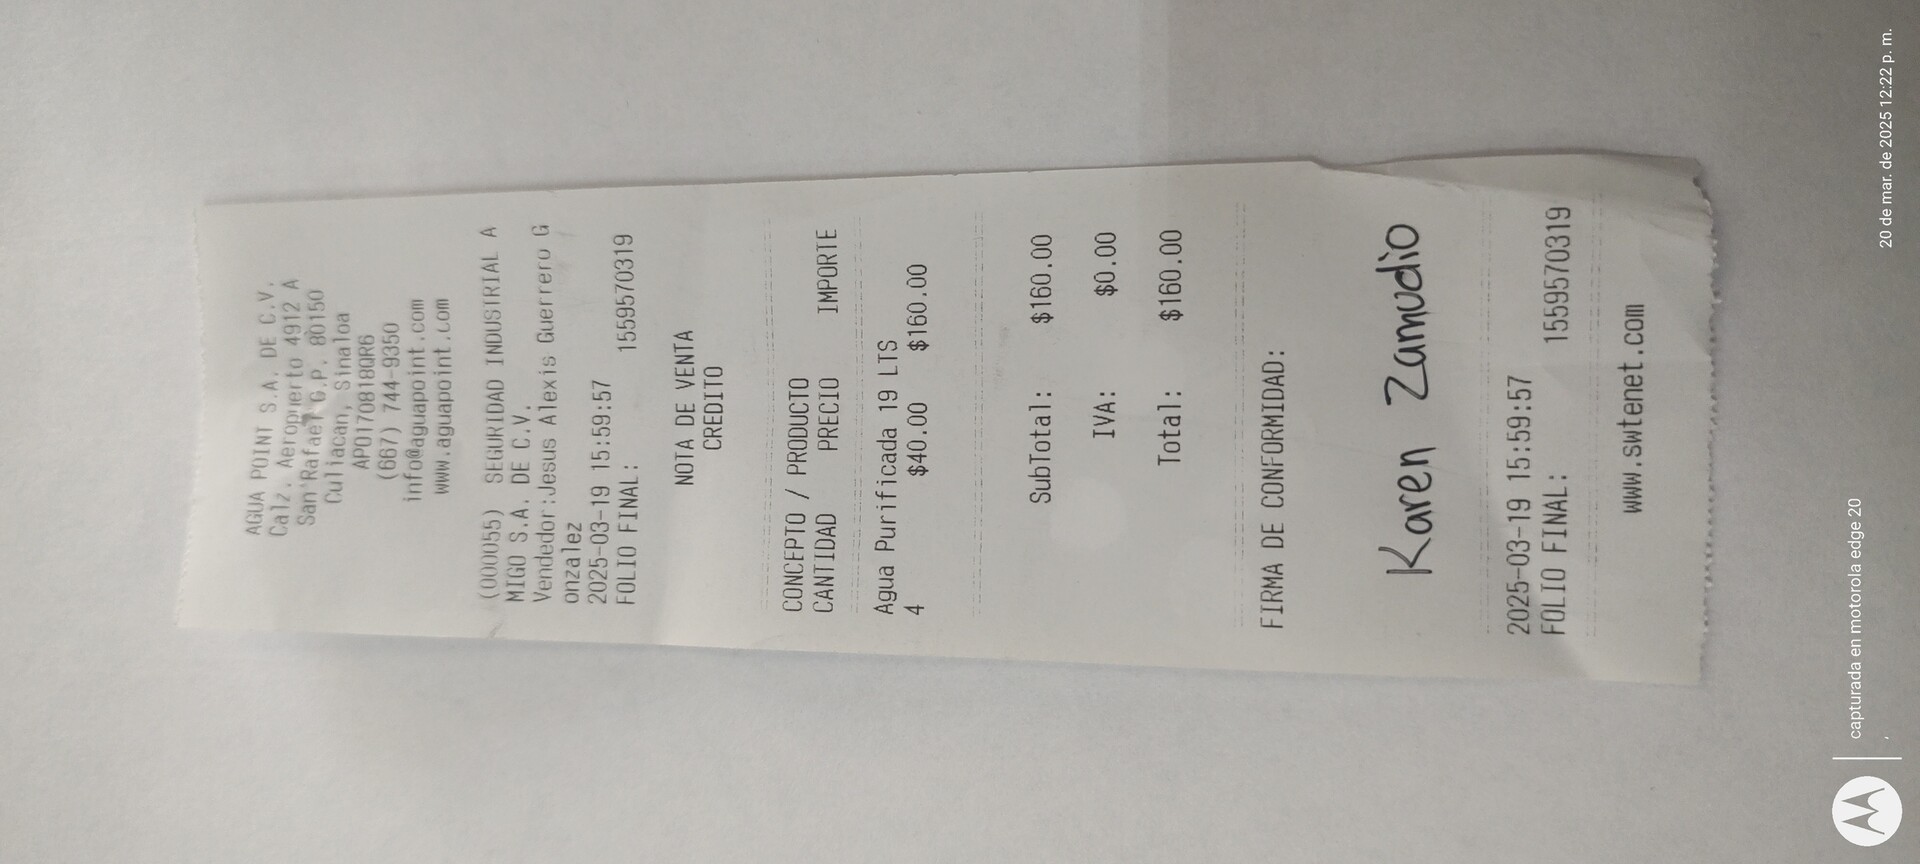 AGUA POINT S.A. DE C.V.
Calz. Aeropuerto 4912 A
San Rafael C.P. 80150
Culiacan, Sinaloa
APO170818QR6
(667) 744-9350
info@aguapoint.com
www.aguapoint.com
(000055) SEGURIDAD INDUSTRIAL A
MIGO S.A. DE C.V.
Vendedor:Jesus Alexis Guerrero G
onzalez
2025-03-19 15:59:57
FOLIO FINAL: 1559570319
NOTA DE VENTA
CREDITO
CONCEPTO / PRODUCTO
CANTIDAD PRECIO IMPORTE
Agua Purificada 19 LTS
4 $40.00 $160.00
SubTotal: $160.00
IVA: $0.00
Total: $160.00
FIRMA DE CONFORMIDAD:
Karen Zamudio
2025-03-19 15:59:57
FOLIO FINAL: 1559570319
www.swtenet.com
capturada en motorola edge 20
,
20 de mar. de 2025 12:22 p. m.